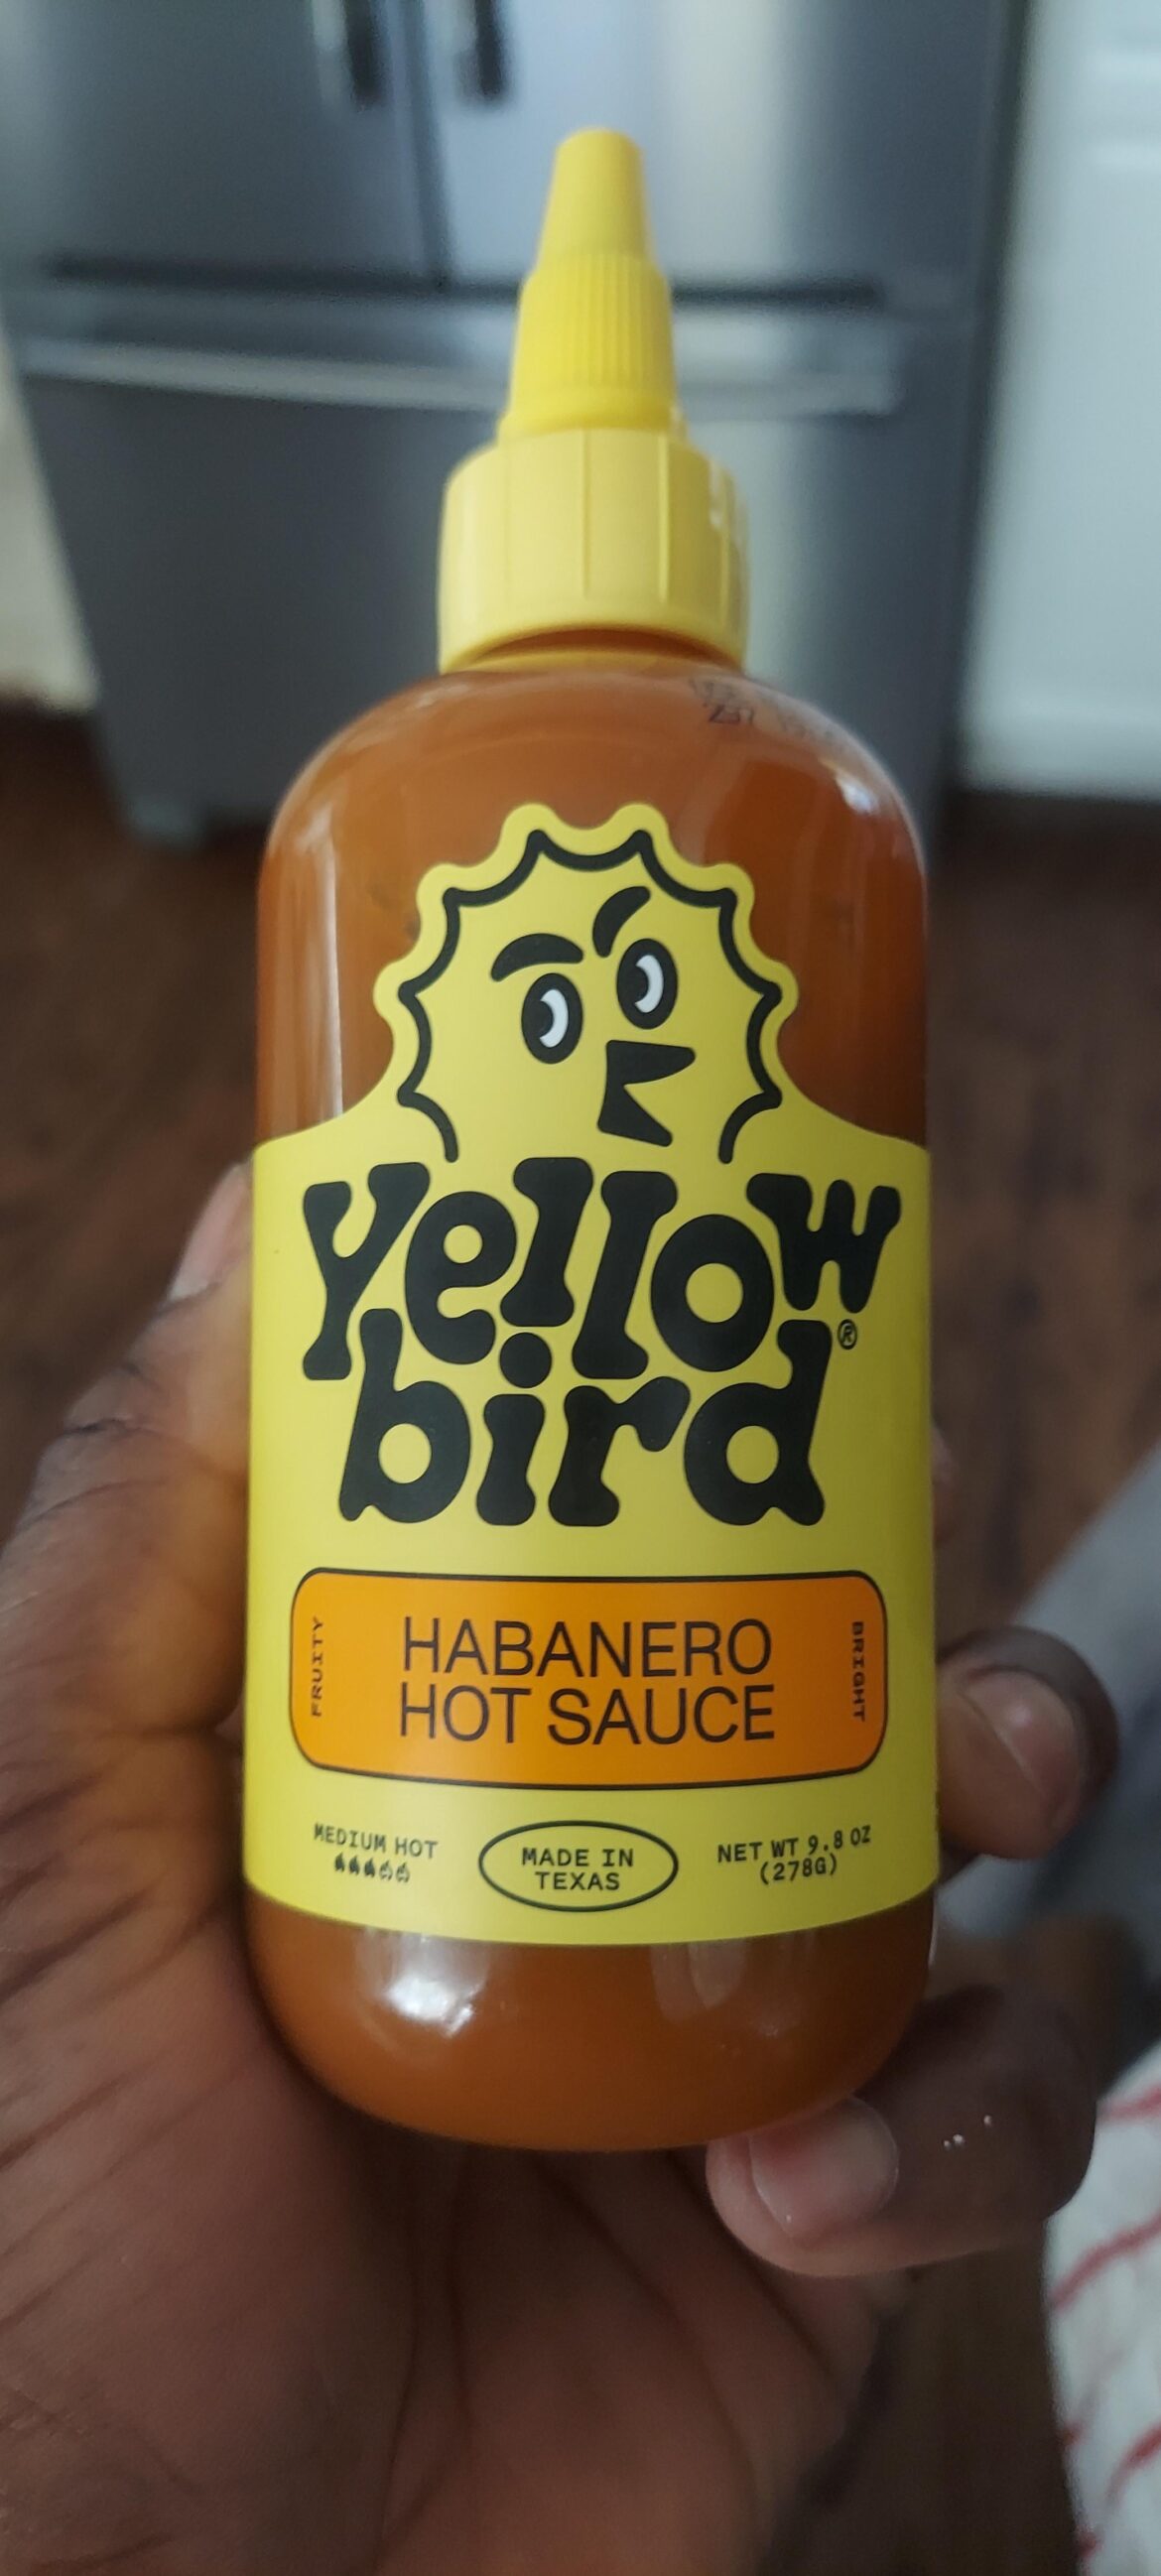 yellow
bird®
FRUITY
HABANERO
HOT SAUCE
BRIGHT
MEDIUM HOT
MADE IN
TEXAS
NET WT 9.8 OZ
(278G)